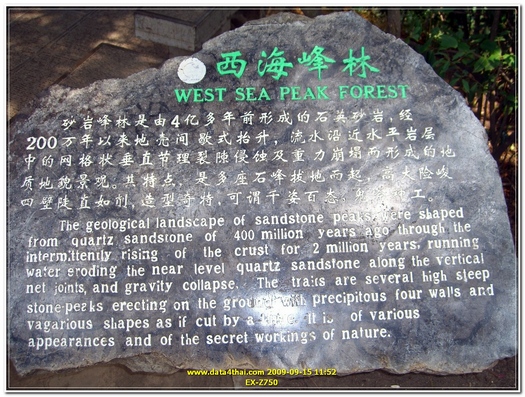 西海峰林
WEST SEA PEAK FOREST
砂岩峰林是由4亿多年前形成的石英砂岩,经
200万年以来地壳间歇式抬升,流水沿近水平岩层
中的网格状垂直节理裂隙侵蚀及重力崩塌而形成的地
质地貌景观。其特点,是多座石峰拔地而起,高大险峻
四壁陡直如削,造型奇特,可谓千姿百态。工。
The geological landscape of sandstone peaks, were shaped
from quartz sandstone of 400 million years ago through the
intermittently rising of the crust for 2 million years, running
water eroding the near level quartz sandstone along the vertical
net joints, and gravity collapse. The traits are several high steep
stone-peaks erecting on the ground with precipitous four walls and
vagarious shapes as if cut by a It is of various
appearances and of the secret workings of nature.
www.data4thai.com 2009-09-15 11:52
EX-Z750